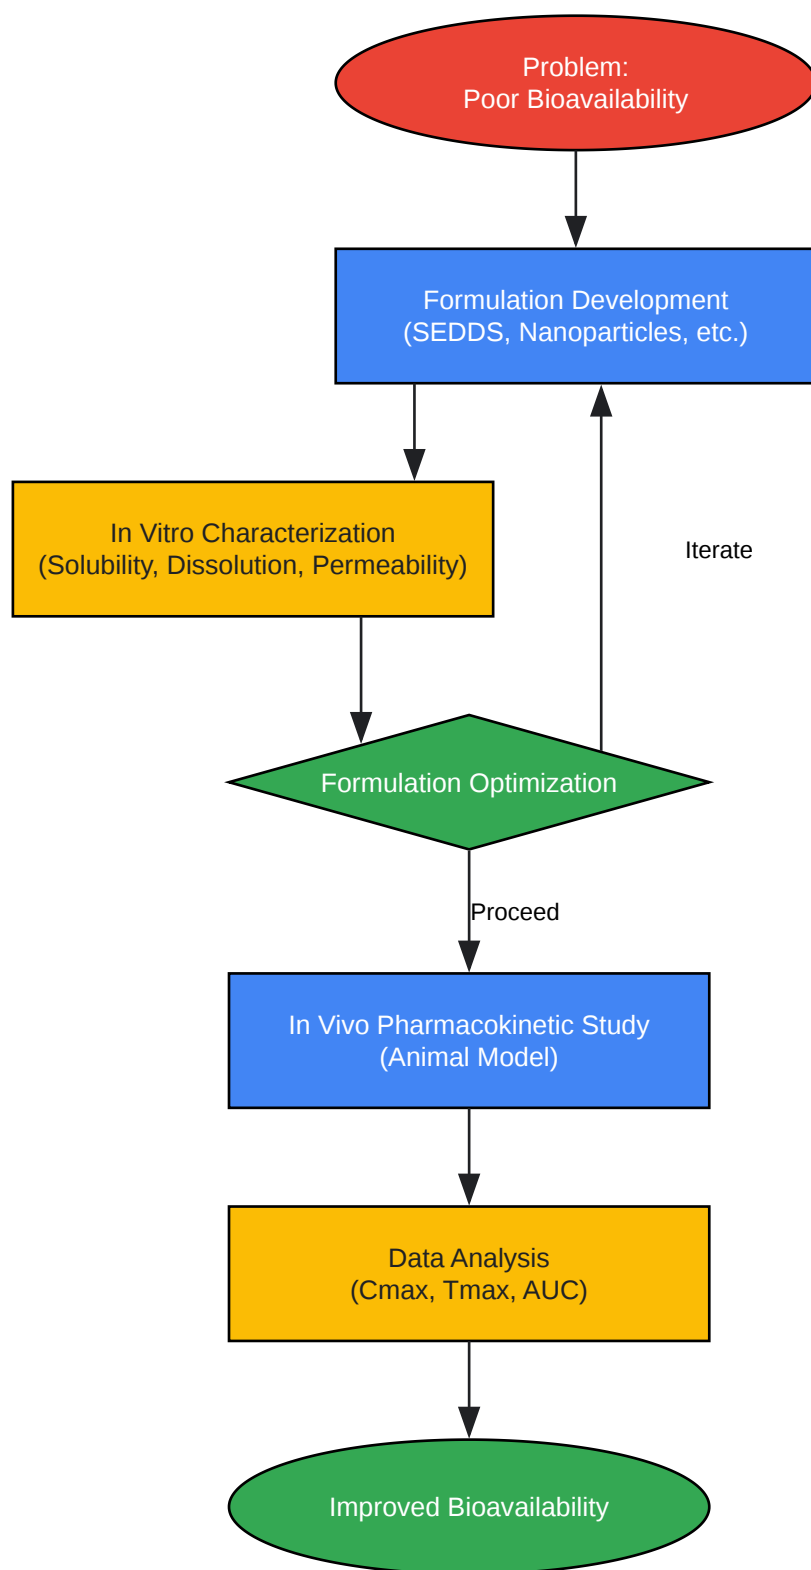 Problem:
Poor Bioavailability
Formulation Development
(SEDDS, Nanoparticles, etc.)
In Vitro Characterization
(Solubility, Dissolution, Permeability)
Iterate
Formulation Optimization
Proceed
In Vivo Pharmacokinetic Study
(Animal Model)
Data Analysis
(Cmax, Tmax, AUC)
Improved Bioavailability